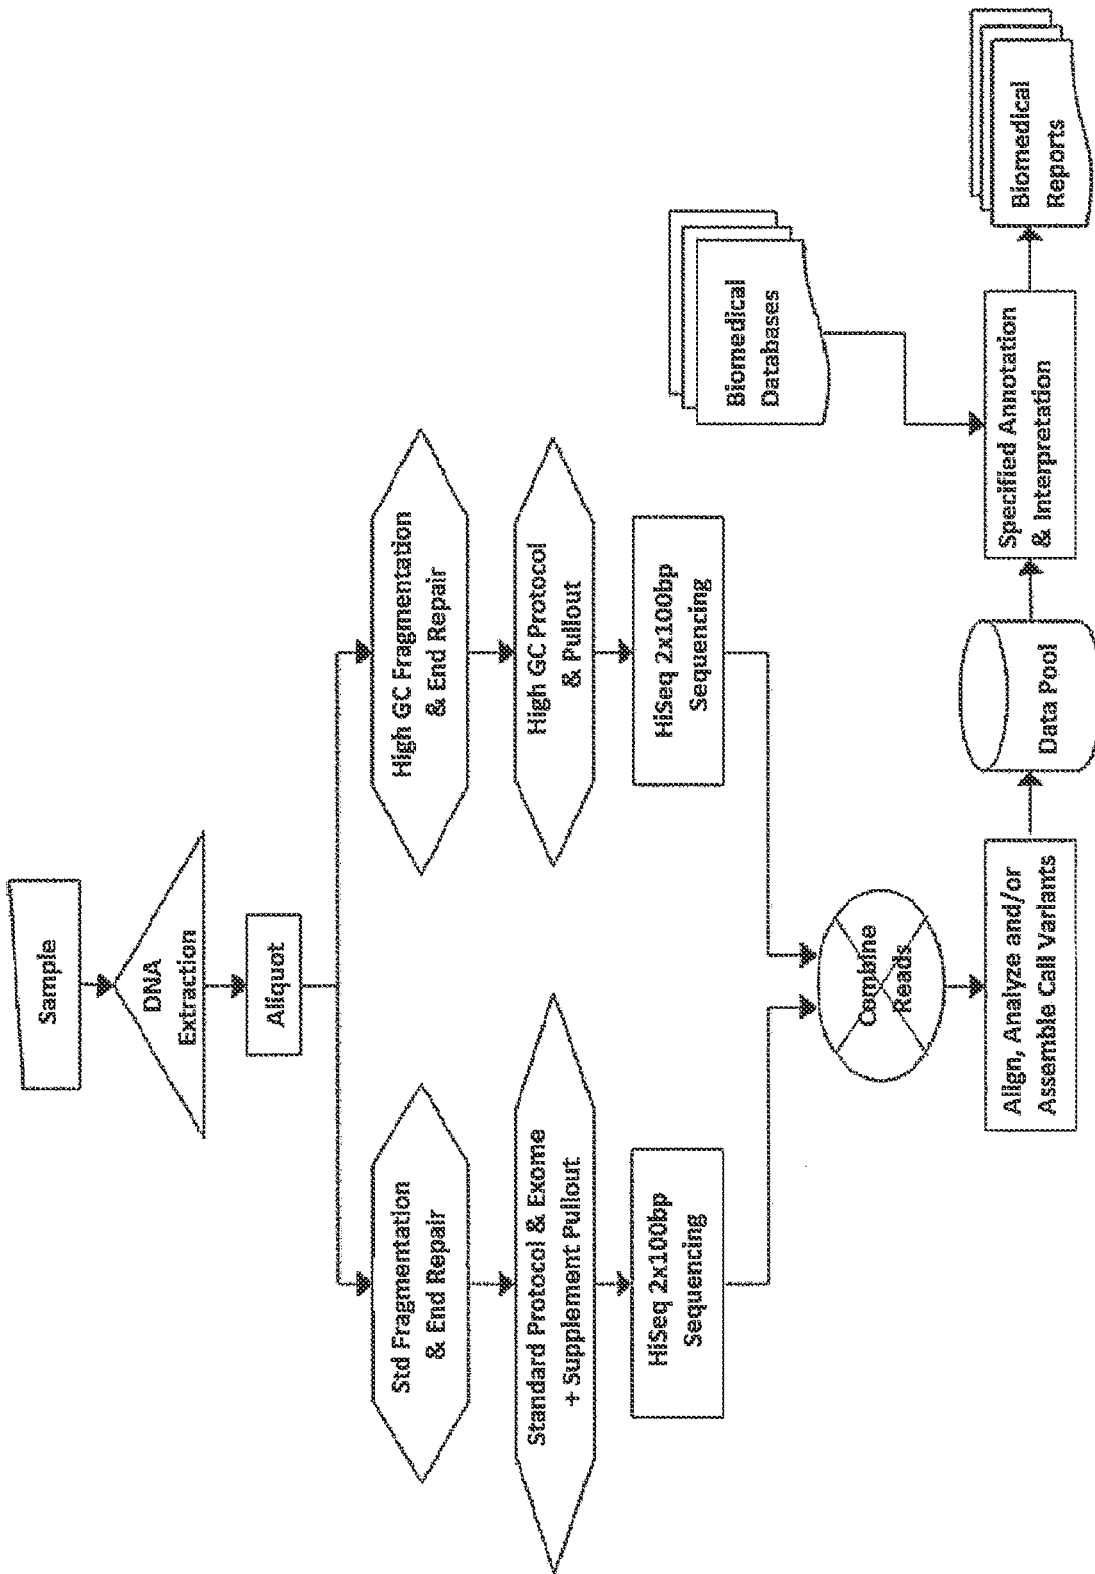 Sample
DNA
Extraction
Aliquot
Std Fragmentation
& End Repair
Standard Protocol & Exome
+ Supplement Pullout
HiSeq 2x100bp
Sequencing
High GC Fragmentation
& End Repair
High GC Protocol
& Pullout
HiSeq 2x100bp
Sequencing
Combine
Reads
Align, Analyze and/or
Assemble Call Variants
Data Pool
Biomedical
Databases
Specified Annotation
& Interpretation
Biomedical
Reports